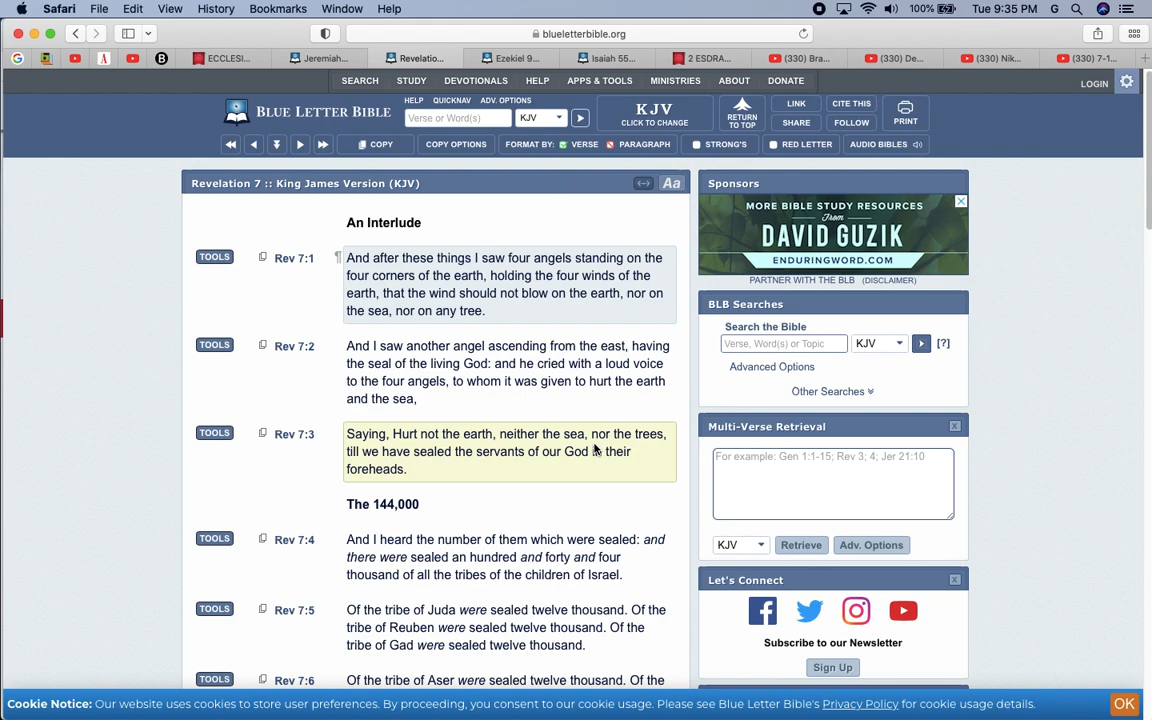 Safari File Edit View History Bookmarks Window Help 100% Tue 9:35 PM G
blueletterbible.org
G A B ECCLESI... Jeremiah... Revelatio... Ezekiel 9... Isaiah 55... 2 ESDRA... (330) Bra... (330) De... (330) Nik... (330) 7-1...
SEARCH STUDY DEVOTIONALS HELP APPS & TOOLS MINISTRIES ABOUT DONATE LOGIN
BLUE LETTER BIBLE
HELP QUICKNAV ADV. OPTIONS
Verse or Word(s) KJV
KJV
CLICK TO CHANGE
RETURN
TO TOP
LINK CITE THIS
SHARE FOLLOW
PRINT
COPY COPY OPTIONS FORMAT BY: VERSE PARAGRAPH STRONG'S RED LETTER AUDIO BIBLES
Revelation 7 :: King James Version (KJV) Aa
An Interlude
TOOLS Rev 7:1 ¶ And after these things I saw four angels standing on the
four corners of the earth, holding the four winds of the
earth, that the wind should not blow on the earth, nor on
the sea, nor on any tree.
TOOLS Rev 7:2 And I saw another angel ascending from the east, having
the seal of the living God: and he cried with a loud voice
to the four angels, to whom it was given to hurt the earth
and the sea,
TOOLS Rev 7:3 Saying, Hurt not the earth, neither the sea, nor the trees,
till we have sealed the servants of our God in their
foreheads.
The 144,000
TOOLS Rev 7:4 And I heard the number of them which were sealed: and
there were sealed an hundred and forty and four
thousand of all the tribes of the children of Israel.
TOOLS Rev 7:5 Of the tribe of Juda were sealed twelve thousand. Of the
tribe of Reuben were sealed twelve thousand. Of the
tribe of Gad were sealed twelve thousand.
TOOLS Rev 7:6 Of the tribe of Aser were sealed twelve thousand. Of the
Sponsors
MORE BIBLE STUDY RESOURCES
From
DAVID GUZIK
ENDURINGWORD.COM
PARTNER WITH THE BLB (DISCLAIMER)
BLB Searches
Search the Bible
Verse, Word(s) or Topic KJV [?]
Advanced Options
Other Searches
Multi-Verse Retrieval
For example: Gen 1:1-15; Rev 3; 4; Jer 21:10
KJV Retrieve Adv. Options
Let's Connect
Subscribe to our Newsletter
Sign Up
Cookie Notice: Our website uses cookies to store user preferences. By proceeding, you consent to our cookie usage. Please see Blue Letter Bible's Privacy Policy for cookie usage details. OK